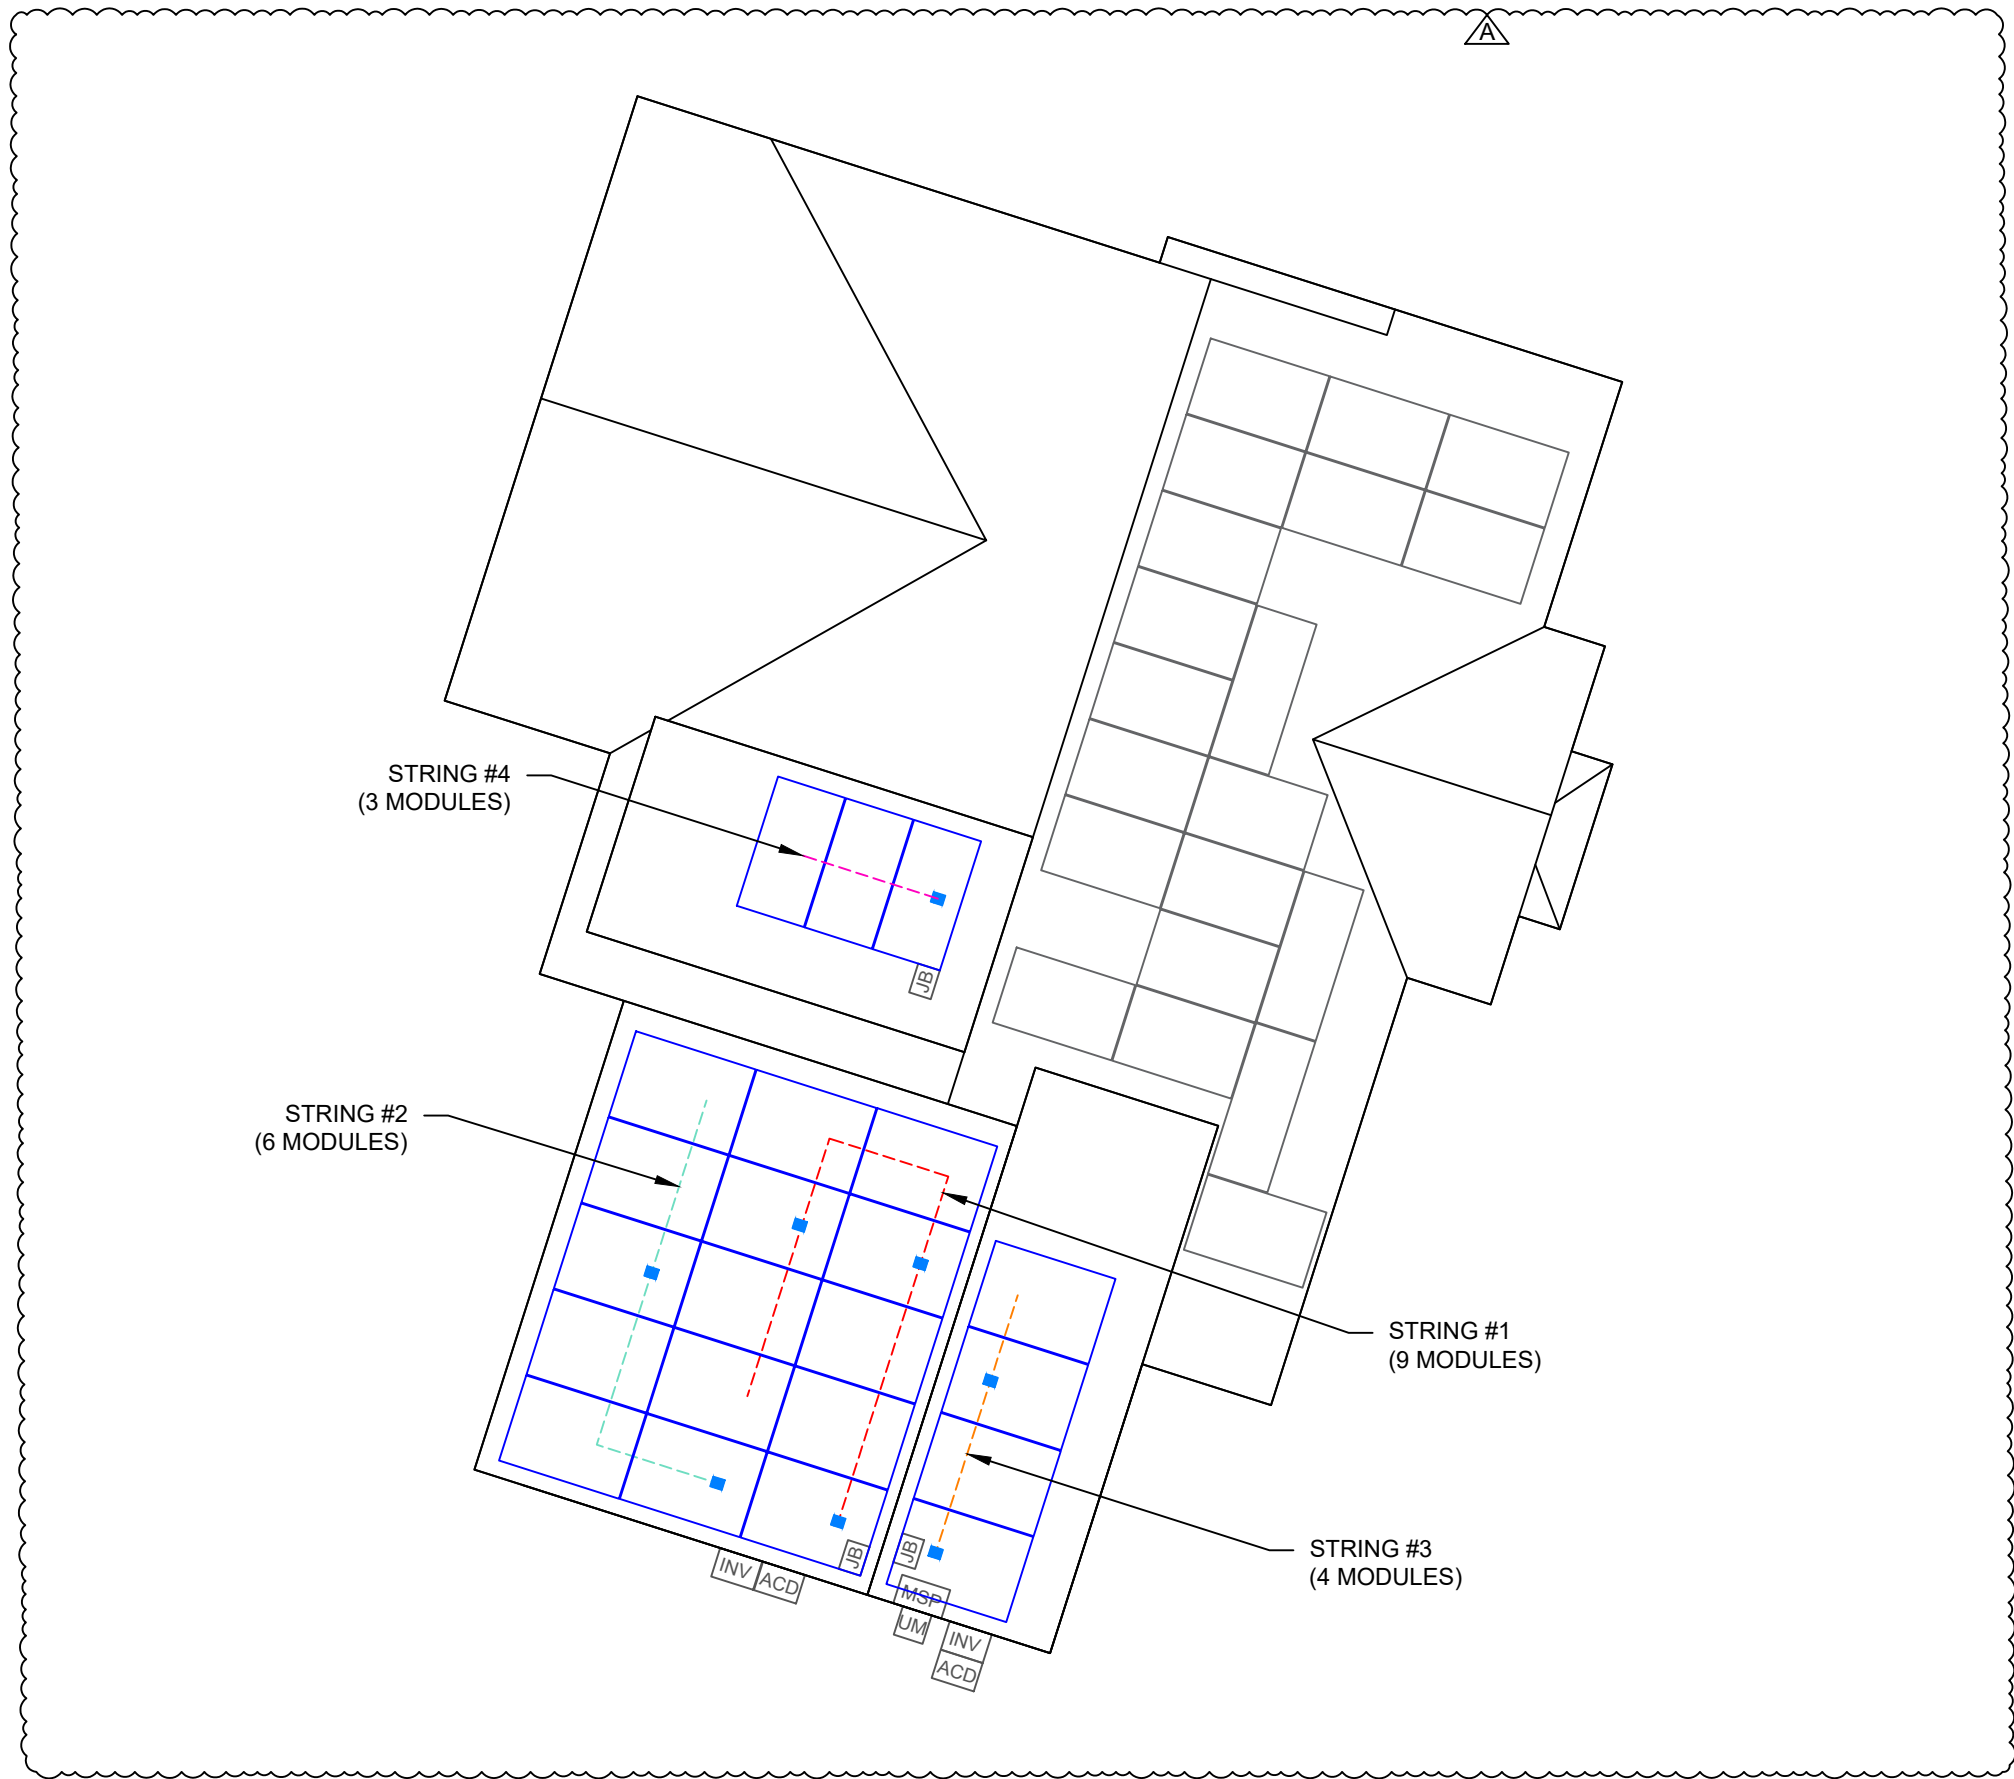 A
STRING #4
(3 MODULES)
JB
STRING #2
(6 MODULES)
STRING #1
(9 MODULES)
STRING #3
(4 MODULES)
JB
JB
INV
ACD
MSP
UM
INV
ACD